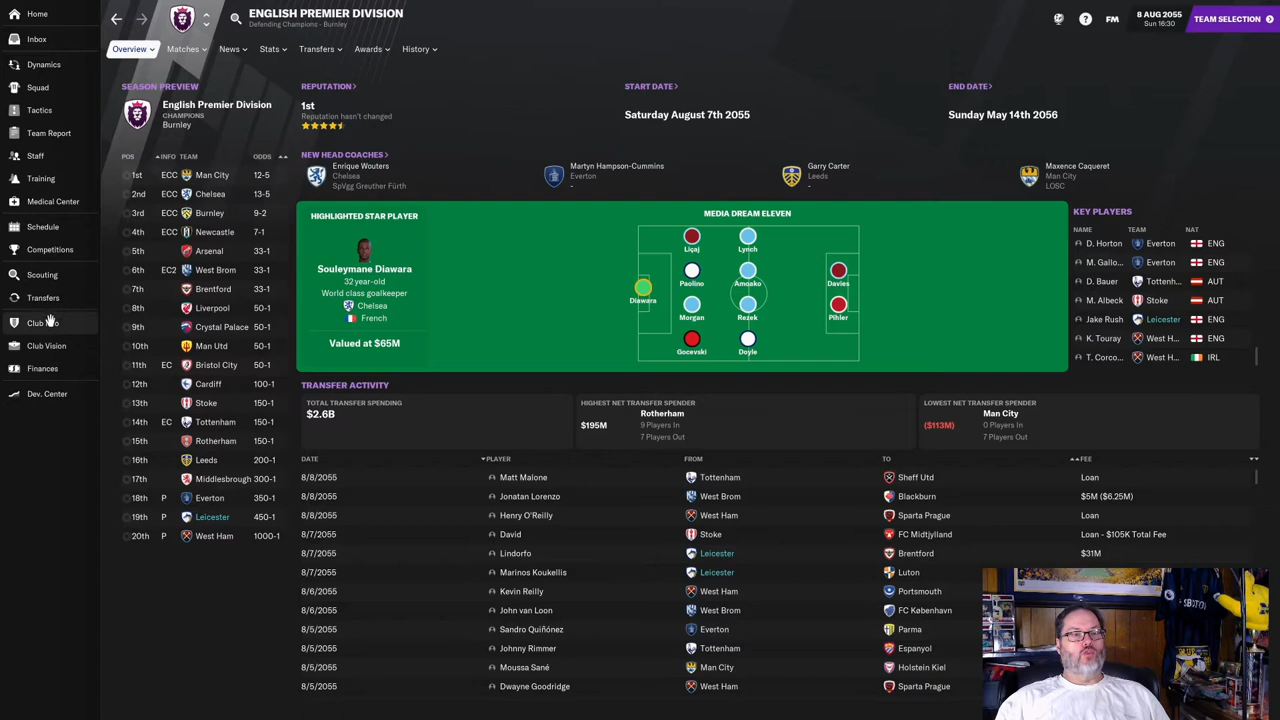 Home
Inbox
Dynamics
Squad
Tactics
Team Report
Staff
Training
Medical Center
Schedule
Competitions
Scouting
Transfers
Club Info
Club Vision
Finances
Dev. Center
ENGLISH PREMIER DIVISION
Defending Champions - Burnley
FM
8 AUG 2055
Sun 16:30
TEAM SELECTION
Overview
Matches
News
Stats
Transfers
Awards
History
SEASON PREVIEW
English Premier Division
CHAMPIONS
Burnley
POS INFO TEAM ODDS
1st ECC Man City 12-5
2nd ECC Chelsea 13-5
3rd ECC Burnley 9-2
4th ECC Newcastle 7-1
5th Arsenal 33-1
6th EC2 West Brom 33-1
7th Brentford 33-1
8th Liverpool 50-1
9th Crystal Palace 50-1
10th Man Utd 50-1
11th EC Bristol City 50-1
12th Cardiff 100-1
13th Stoke 150-1
14th EC Tottenham 150-1
15th Rotherham 150-1
16th Leeds 200-1
17th Middlesbrough 300-1
18th P Everton 350-1
19th P Leicester 450-1
20th P West Ham 1000-1
REPUTATION
1st
Reputation hasn't changed
START DATE
Saturday August 7th 2055
END DATE
Sunday May 14th 2056
NEW HEAD COACHES
Enrique Wouters
Chelsea
SpVgg Greuther Fürth
Martyn Hampson-Cummins
Everton
-
Garry Carter
Leeds
-
Maxence Caqueret
Man City
LOSC
HIGHLIGHTED STAR PLAYER
Souleymane Diawara
32 year-old
World class goalkeeper
Chelsea
French
Valued at $65M
MEDIA DREAM ELEVEN
Liçaj
Lynch
Paolino
Amoako
Davies
Diawara
Morgan
Rezek
Pihler
Gocevski
Doyle
KEY PLAYERS
NAME TEAM NAT
D. Horton Everton ENG
M. Gallo... Everton ENG
D. Bauer Tottenh... AUT
M. Albeck Stoke AUT
Jake Rush Leicester ENG
K. Touray West H... ENG
T. Corco... West H... IRL
TRANSFER ACTIVITY
TOTAL TRANSFER SPENDING
$2.6B
HIGHEST NET TRANSFER SPENDER
Rotherham
$195M
9 Players In
7 Players Out
LOWEST NET TRANSFER SPENDER
Man City
($113M)
0 Players In
7 Players Out
DATE PLAYER FROM TO FEE
8/8/2055 Matt Malone Tottenham Sheff Utd Loan
8/8/2055 Jonatan Lorenzo West Brom Blackburn $5M ($6.25M)
8/8/2055 Henry O'Reilly West Ham Sparta Prague Loan
8/7/2055 David Stoke FC Midtjylland Loan - $105K Total Fee
8/7/2055 Lindorfo Leicester Brentford $31M
8/7/2055 Marinos Koukellis Leicester Luton
8/6/2055 Kevin Reilly West Ham Portsmouth
8/6/2055 John van Loon West Brom FC København
8/5/2055 Sandro Quiñónez Everton Parma
8/5/2055 Johnny Rimmer Tottenham Espanyol
8/5/2055 Moussa Sané Man City Holstein Kiel
8/5/2055 Dwayne Goodridge West Ham Sparta Prague